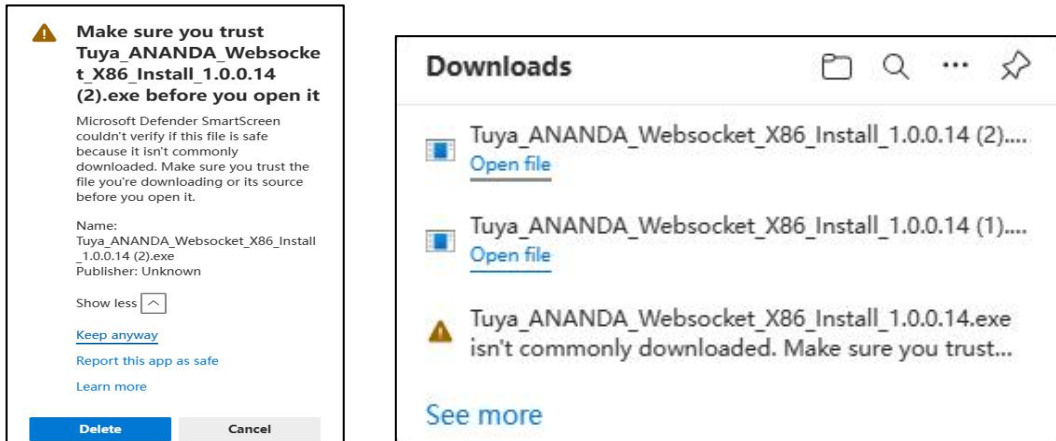 Make sure you trust
Tuya_ANANDA_Websocke
t_X86_Install_1.0.0.14
(2).exe before you open it
Microsoft Defender SmartScreen
couldn't verify if this file is safe
because it isn't commonly
downloaded. Make sure you trust the
file you're downloading or its source
before you open it.
Name:
Tuya_ANANDA_Websocket_X86_Install
_1.0.0.14 (2).exe
Publisher: Unknown
Show less
Keep anyway
Report this app as safe
Learn more
Delete Cancel
Downloads
Tuya_ANANDA_Websocket_X86_Install_1.0.0.14 (2)....
Open file
Tuya_ANANDA_Websocket_X86_Install_1.0.0.14 (1)....
Open file
Tuya_ANANDA_Websocket_X86_Install_1.0.0.14.exe
isn't commonly downloaded. Make sure you trust...
See more